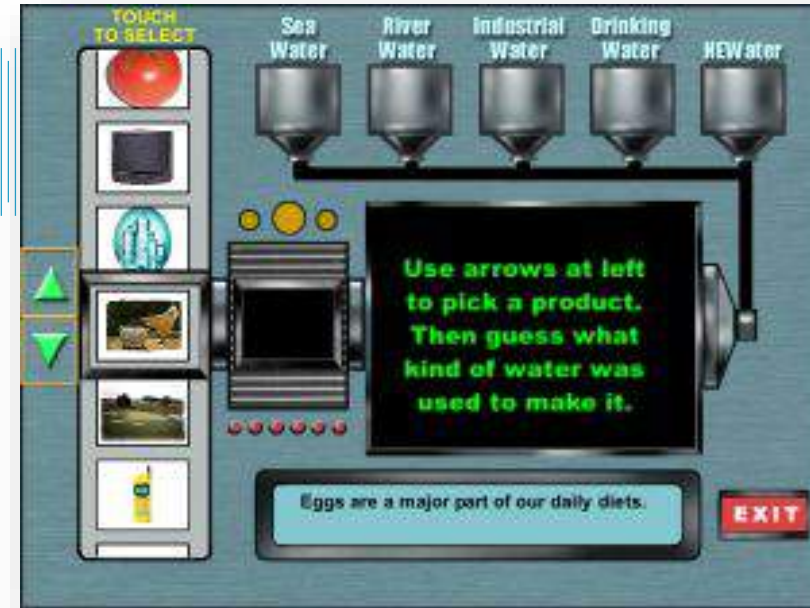 TOUCH
TO SELECT
Sea
Water
River
Water
Industrial
Water
Drinking
Water
NEWater
Use arrows at left
to pick a product.
Then guess what
kind of water was
used to make it.
Eggs are a major part of our daily diets.
EXIT